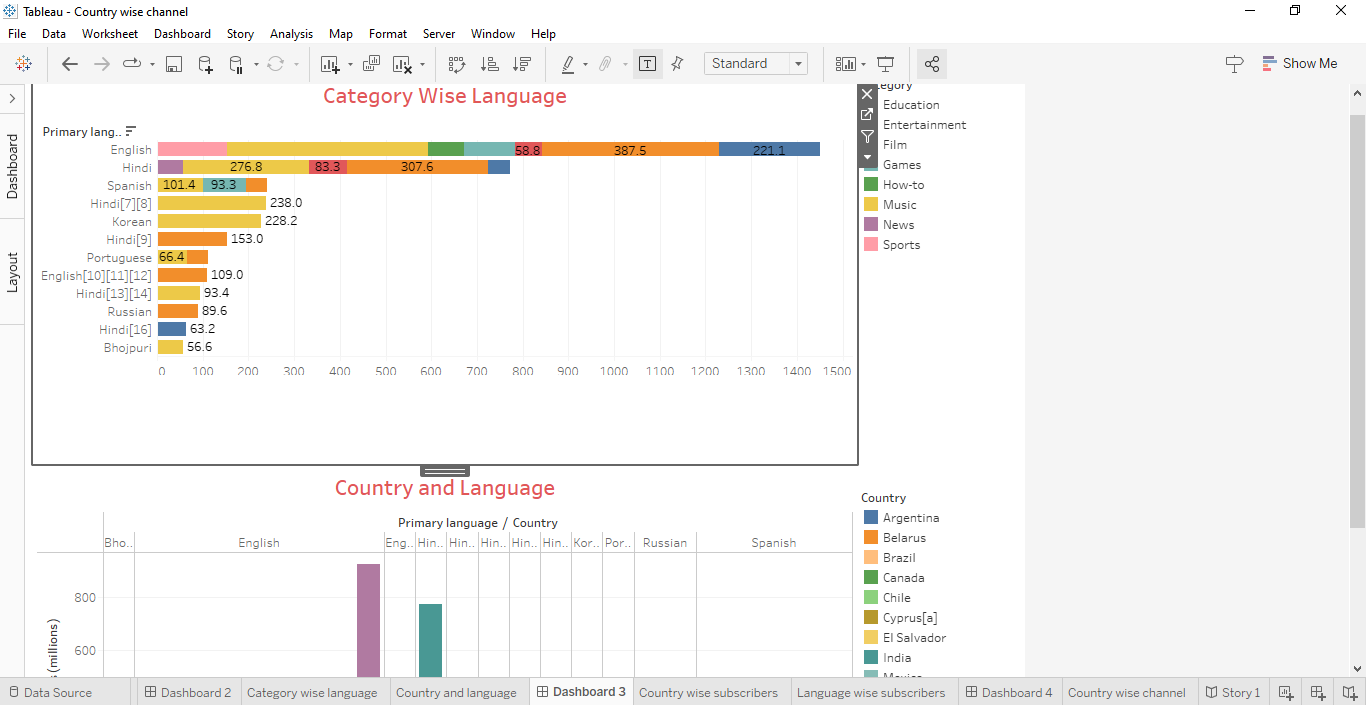 Tableau - Country wise channel
File Data Worksheet Dashboard Story Analysis Map Format Server Window Help
Standard
Show Me
Dashboard
Layout
Category Wise Language
Primary lang..
English 58.8 387.5 221.1
Hindi 276.8 83.3 307.6
Spanish 101.4 93.3
Hindi[7][8] 238.0
Korean 228.2
Hindi[9] 153.0
Portuguese 66.4
English[10][11][12] 109.0
Hindi[13][14] 93.4
Russian 89.6
Hindi[16] 63.2
Bhojpuri 56.6
0 100 200 300 400 500 600 700 800 900 1000 1100 1200 1300 1400 1500
Education
Entertainment
Film
Games
How-to
Music
News
Sports
Country and Language
Primary language / Country
Bho.. English Eng.. Hin.. Hin.. Hin.. Hin.. Hin.. Kor.. Por.. Russian Spanish
800
600
(millions)
Country
Argentina
Belarus
Brazil
Canada
Chile
Cyprus[a]
El Salvador
India
Data Source Dashboard 2 Category wise language Country and language Dashboard 3 Country wise subscribers Language wise subscribers Dashboard 4 Country wise channel Story 1